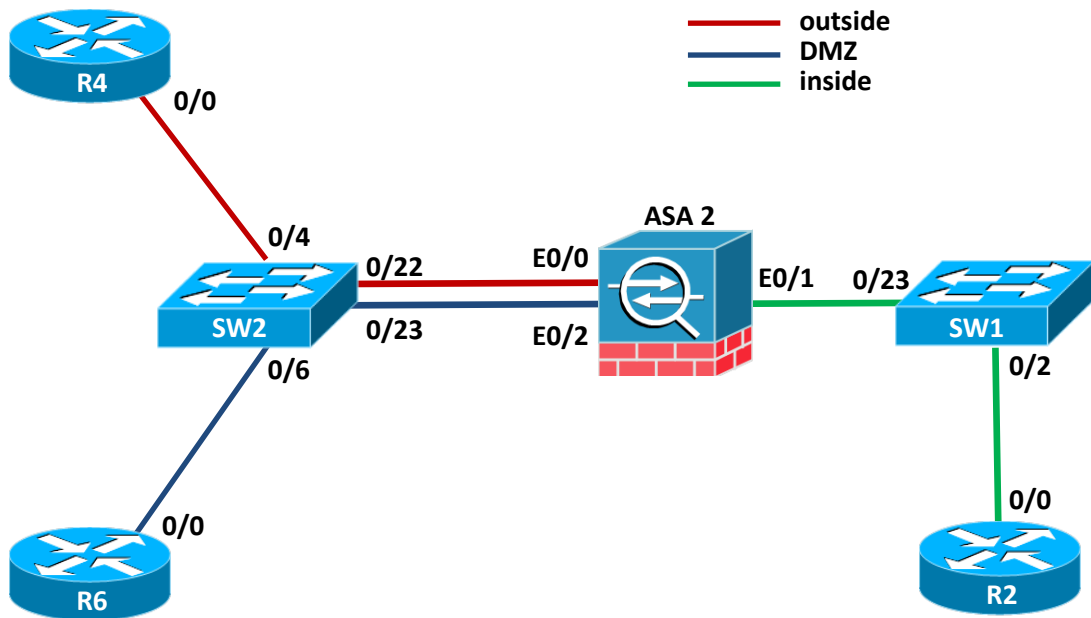 outside
DMZ
inside
R4
0/0
0/4
ASA 2
0/22
E0/0
E0/1
0/23
SW2
0/23
E0/2
SW1
0/6
0/2
0/0
0/0
R6
R2